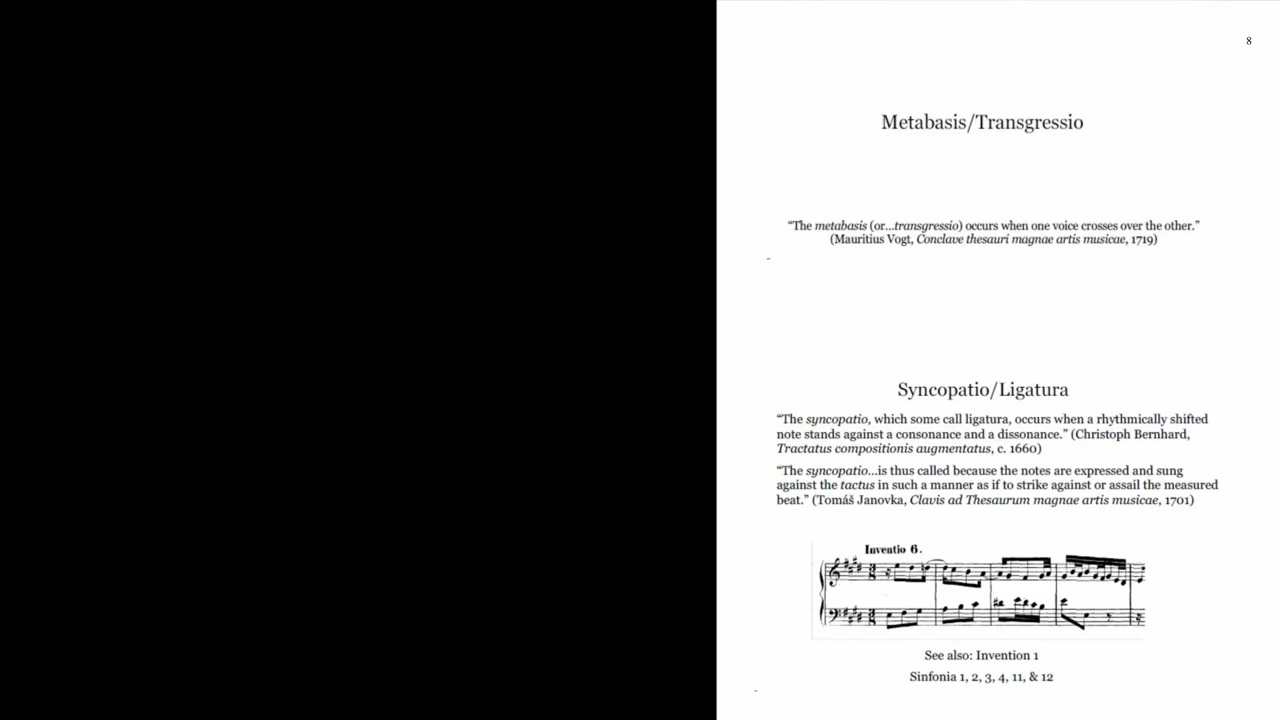 8
Metabasis/Transgressio
“The metabasis (or...transgressio) occurs when one voice crosses over the other.”
(Mauritius Vogt, Conclave thesauri magnae artis musicae, 1719)
Syncopatio/Ligatura
“The syncopatio, which some call ligatura, occurs when a rhythmically shifted
note stands against a consonance and a dissonance.” (Christoph Bernhard,
Tractatus compositionis augmentatus, c. 1660)
“The syncopatio...is thus called because the notes are expressed and sung
against the tactus in such a manner as if to strike against or assail the measured
beat.” (Tomáš Janovka, Clavis ad Thesaurum magnae artis musicae, 1701)
Inventio 6.
See also: Invention 1
Sinfonia 1, 2, 3, 4, 11, & 12